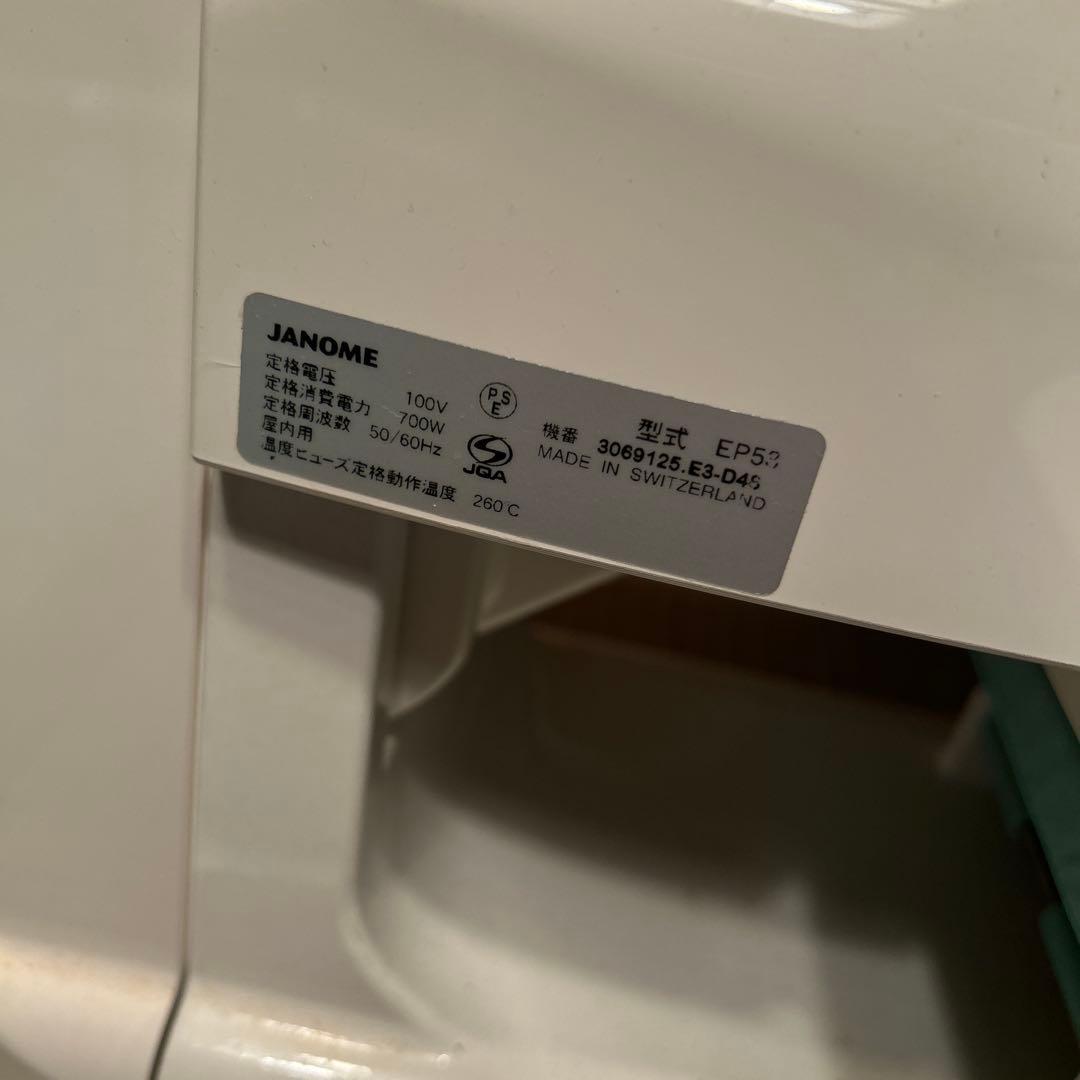 JANOME
定格電圧 100V
定格消費電力 700W
定格周波数 50/60Hz
屋内用
温度ヒューズ定格動作温度 260℃
PSE
JQA
型式 EP53
機番 3069125.E3-D4S
MADE IN SWITZERLAND